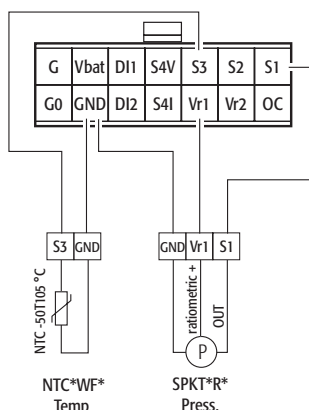 G Vbat DI1 S4V S3 S2 S1
G0 GND DI2 S4I Vr1 Vr2 OC
S3 GND GND Vr1 S1
NTC -50T105 °C
ratiometric +
OUT
P
NTC*WF* SPKT*R*
Temp Press.